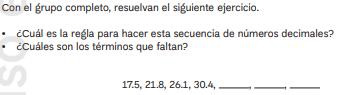 Con el grupo completo, resuelvan el siguiente ejercicio.
• ¿Cuál es la regla para hacer esta secuencia de números decimales?
• ¿Cuáles son los términos que faltan?
17.5, 21.8, 26.1, 30.4, ______, ______, ______